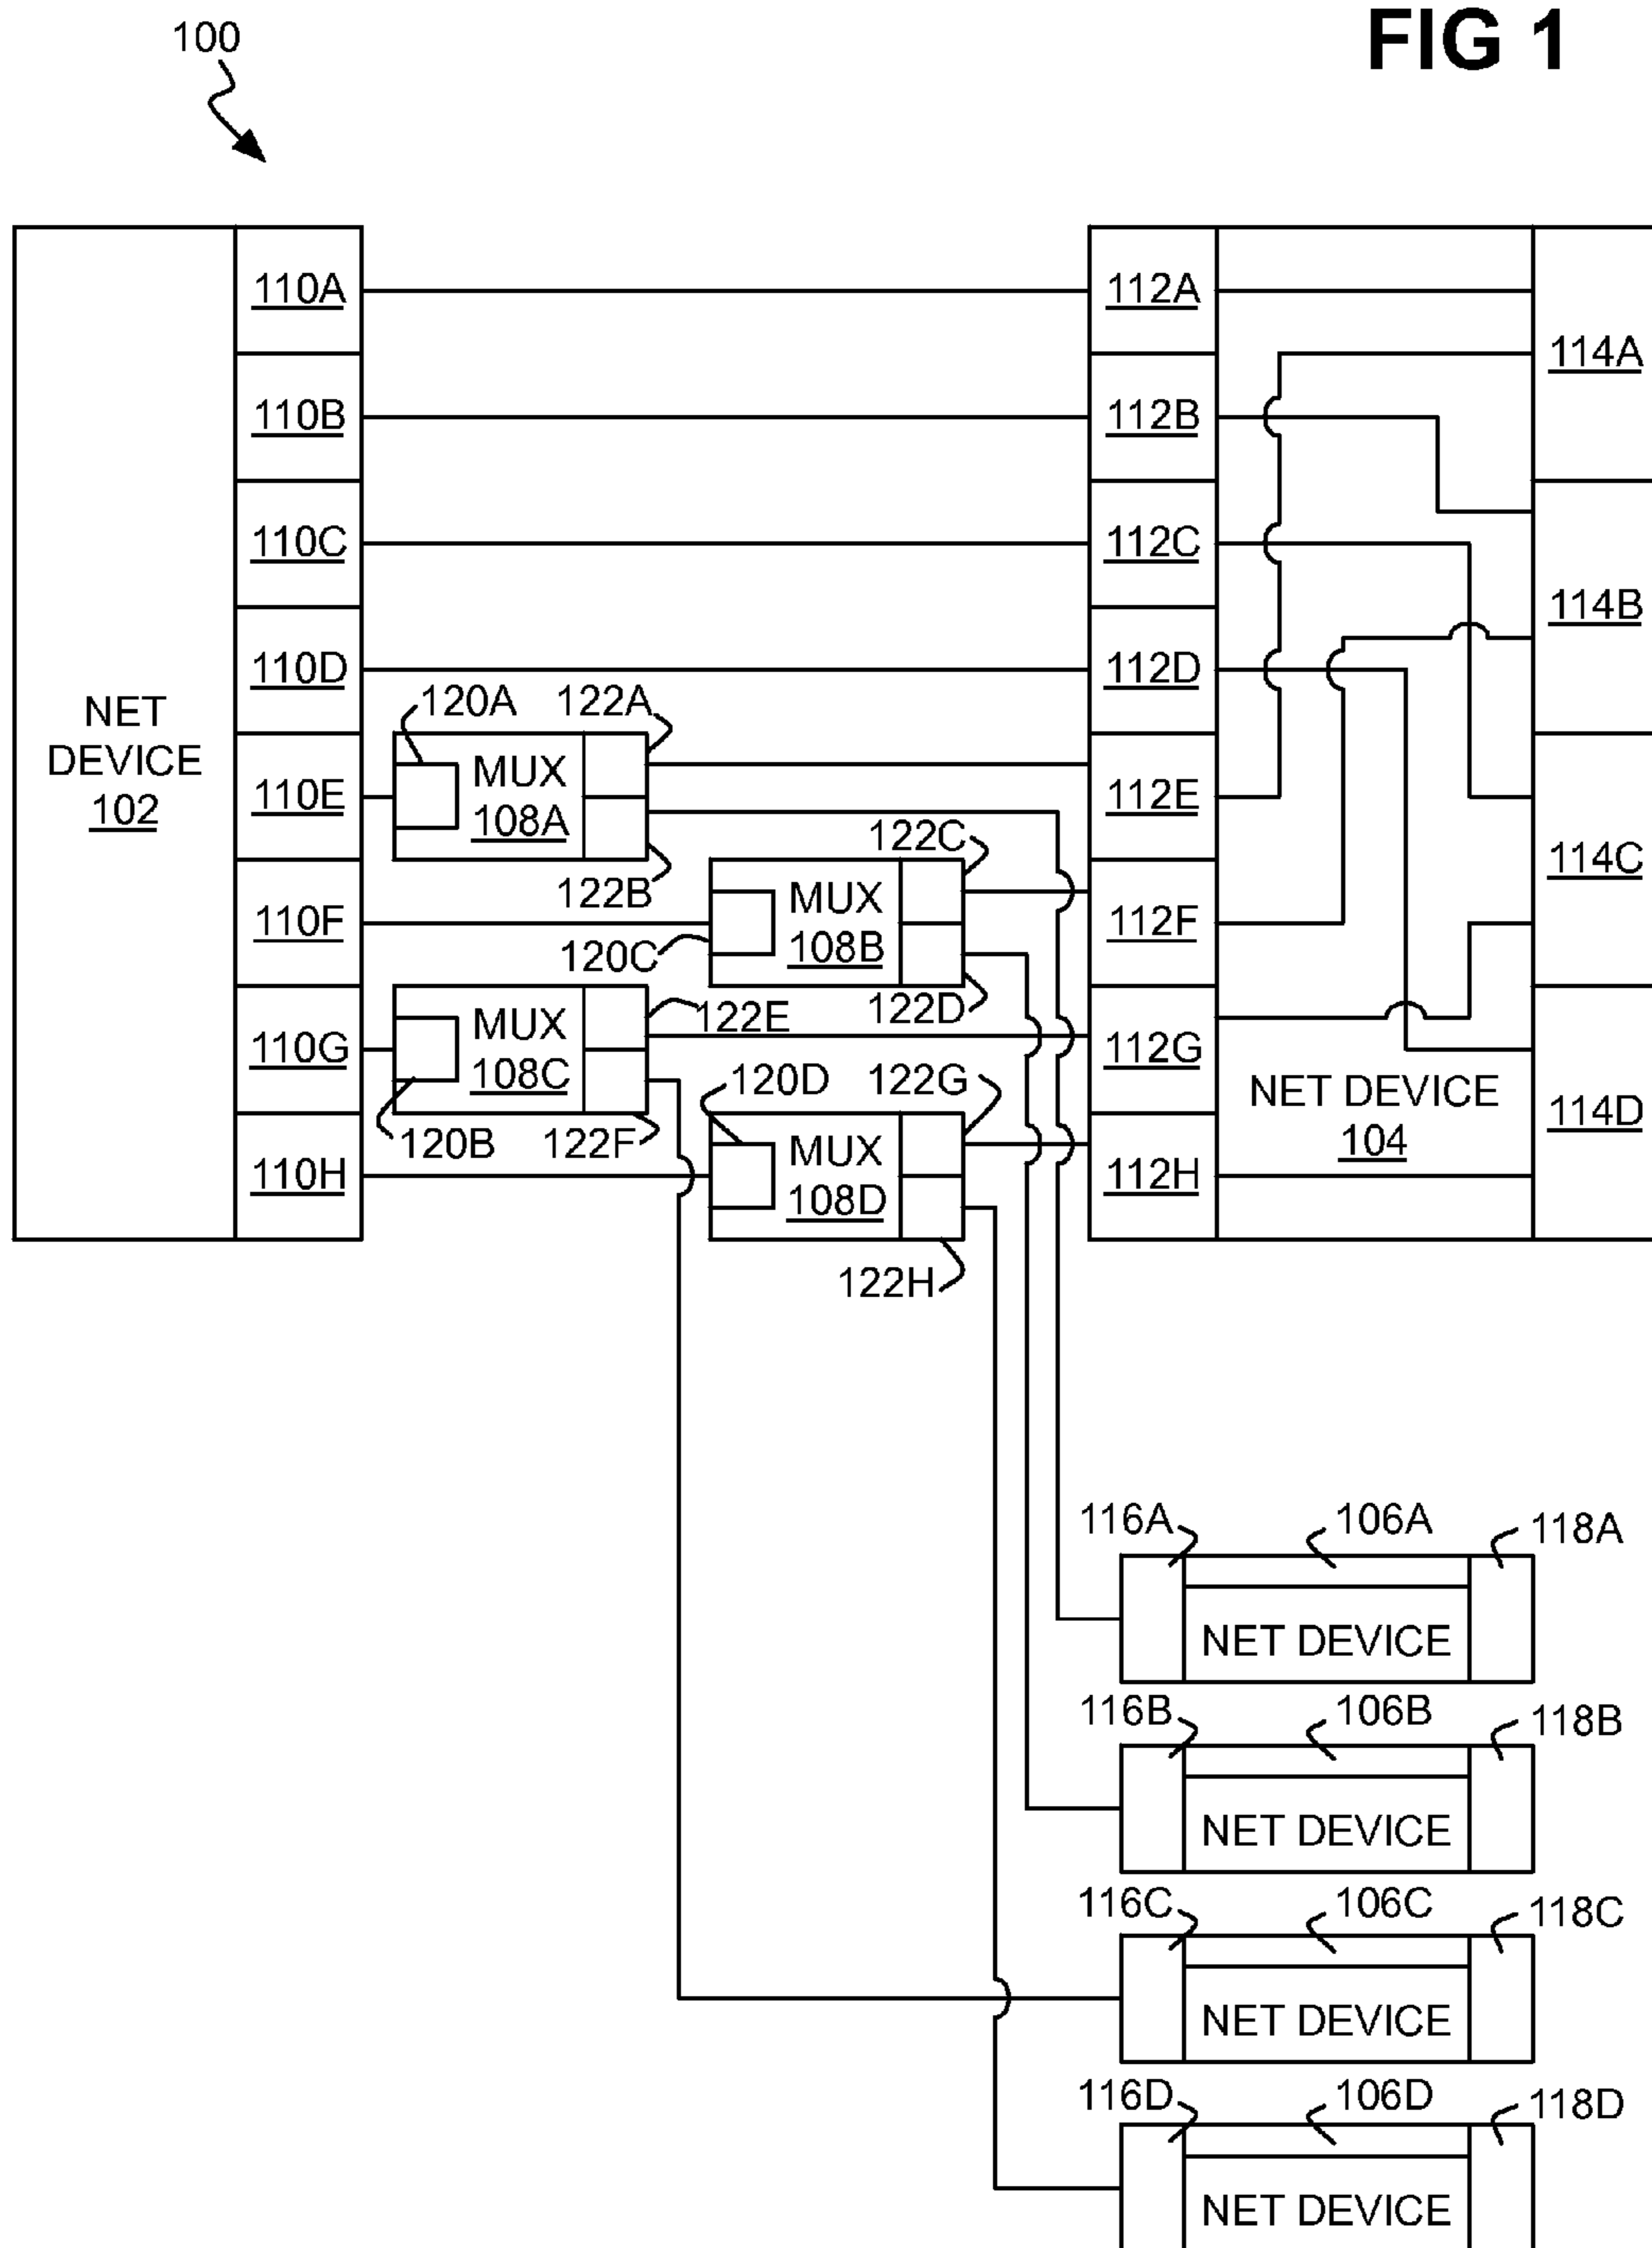 FIG 1
100
110A
112A
114A
110B
112B
110C
112C
114B
110D
112D
NET
DEVICE
102
120A
122A
110E
MUX
108A
112E
122C
114C
122B
110F
120C
MUX
108B
112F
122D
110G
MUX
108C
122E
112G
120D
122G
NET DEVICE
104
114D
120B
122F
110H
MUX
108D
112H
122H
116A
106A
118A
NET DEVICE
116B
106B
118B
NET DEVICE
116C
106C
118C
NET DEVICE
116D
106D
118D
NET DEVICE